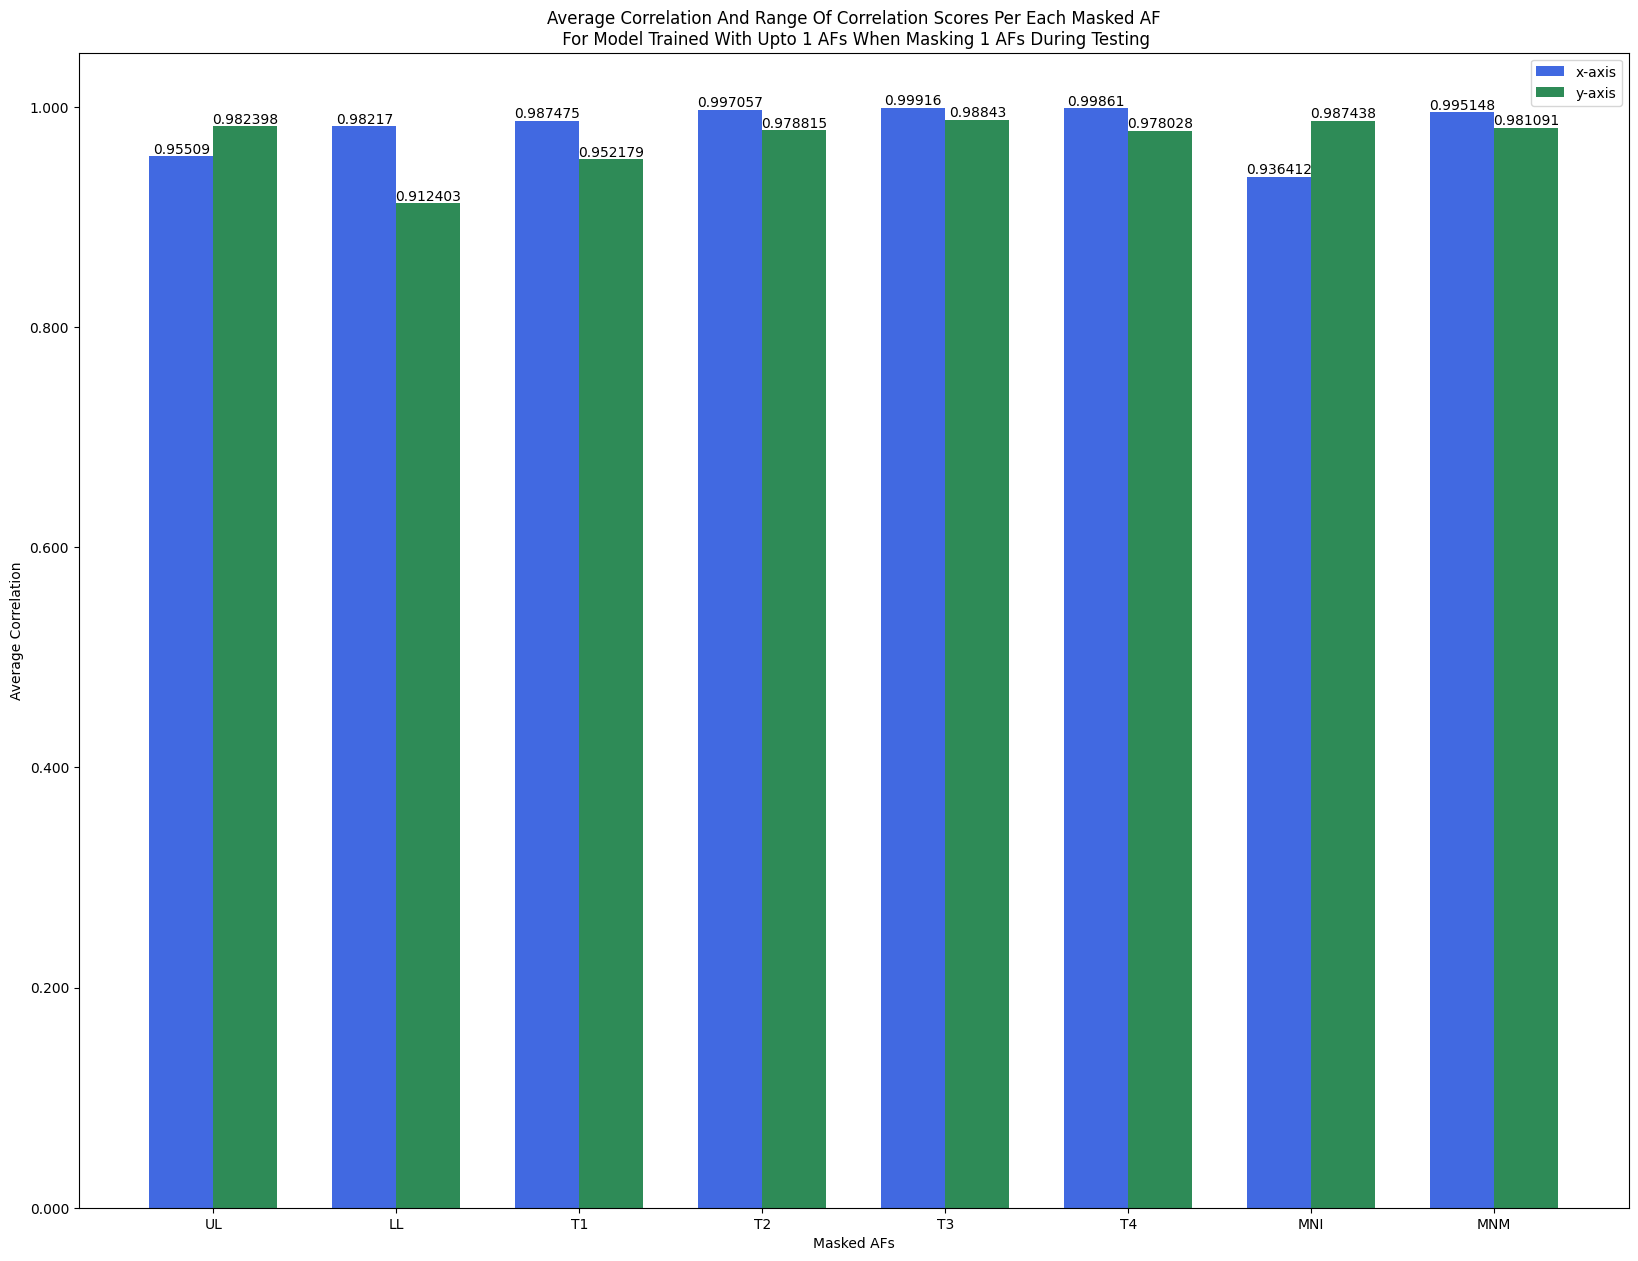 Average Correlation And Range Of Correlation Scores Per Each Masked AF
For Model Trained With Upto 1 AFs When Masking 1 AFs During Testing
x-axis
y-axis
1.000
0.800
0.600
0.400
0.200
0.000
Average Correlation
0.95509
0.982398
0.98217
0.912403
0.987475
0.952179
0.997057
0.978815
0.99916
0.98843
0.99861
0.978028
0.936412
0.987438
0.995148
0.981091
UL
LL
T1
T2
T3
T4
MNI
MNM
Masked AFs